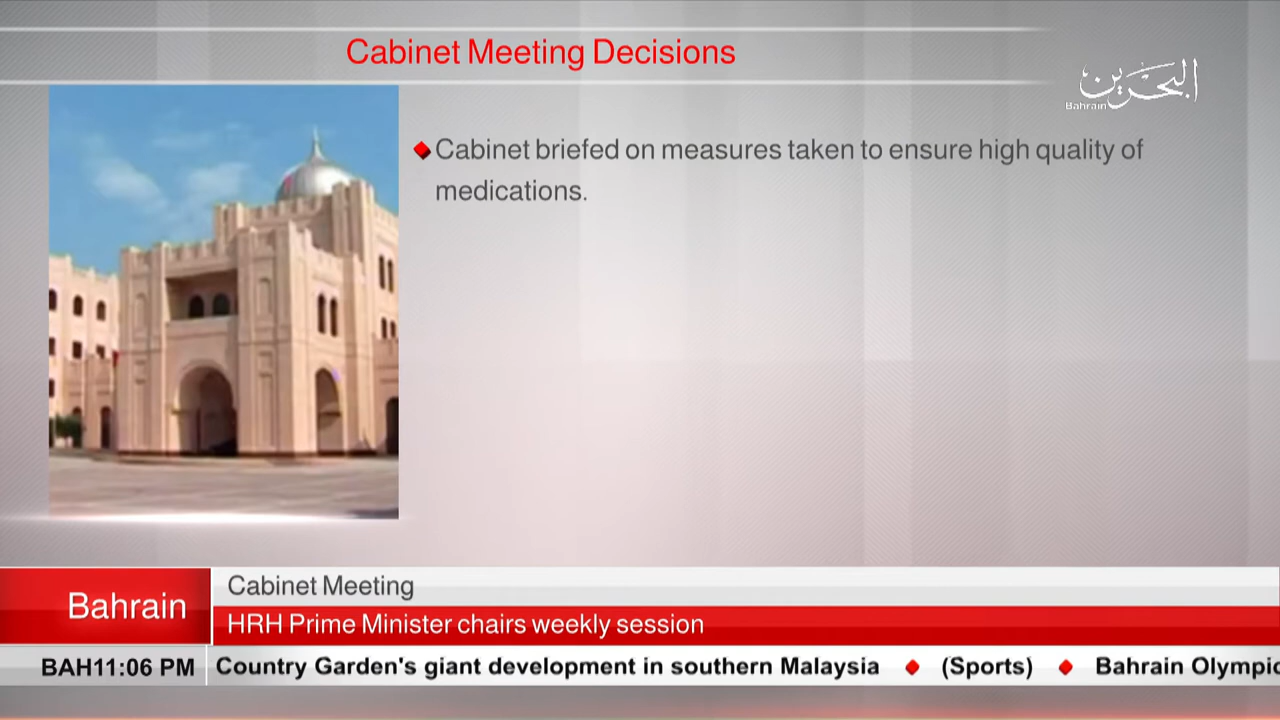 Cabinet Meeting Decisions
البحرين
Bahrain
Cabinet briefed on measures taken to ensure high quality of
medications.
Cabinet Meeting
Bahrain
HRH Prime Minister chairs weekly session
BAH11:06 PM Country Garden's giant development in southern Malaysia (Sports) Bahrain Olympic